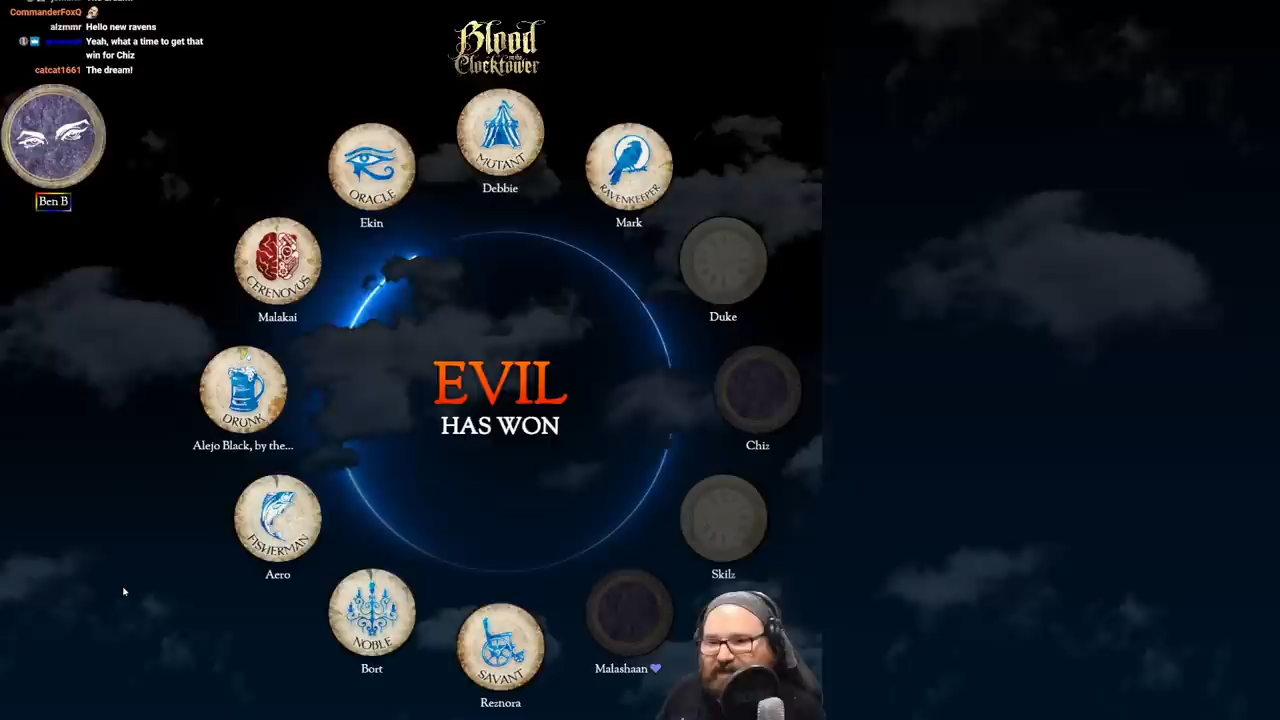 CommanderFoxQ
alzmmr Hello new ravens
Yeah, what a time to get that
win for Chiz
catcat1661 The dream!
Blood
on the
Clocktower
Ben B
MUTANT
Debbie
ORACLE
Ekin
RAVENKEEPER
Mark
CERENOVUS
Malakai
Duke
DRUNK
Alejo Black, by the...
EVIL
HAS WON
Chiz
FISHERMAN
Aero
Skilz
NOBLE
Bort
SAVANT
Reznora
Malashaan